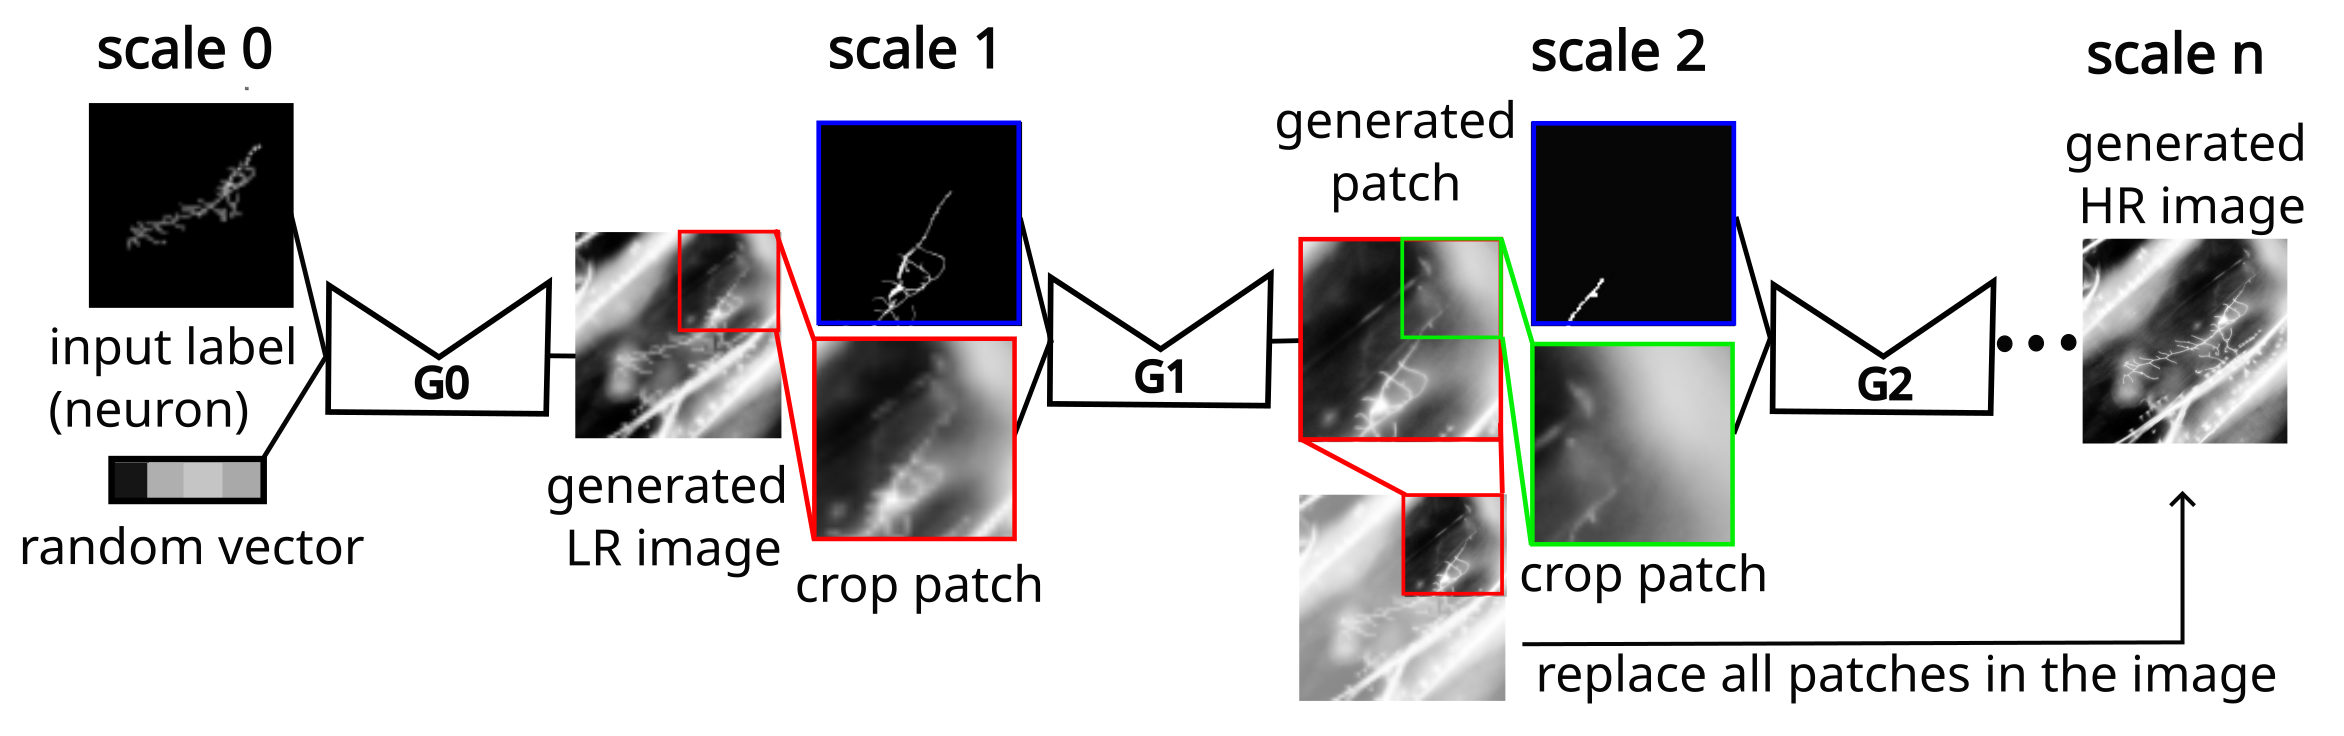 scale 0
scale 1
scale 2
scale n
input label
(neuron)
random vector
G0
generated
LR image
crop patch
G1
generated
patch
crop patch
G2
generated
HR image
replace all patches in the image